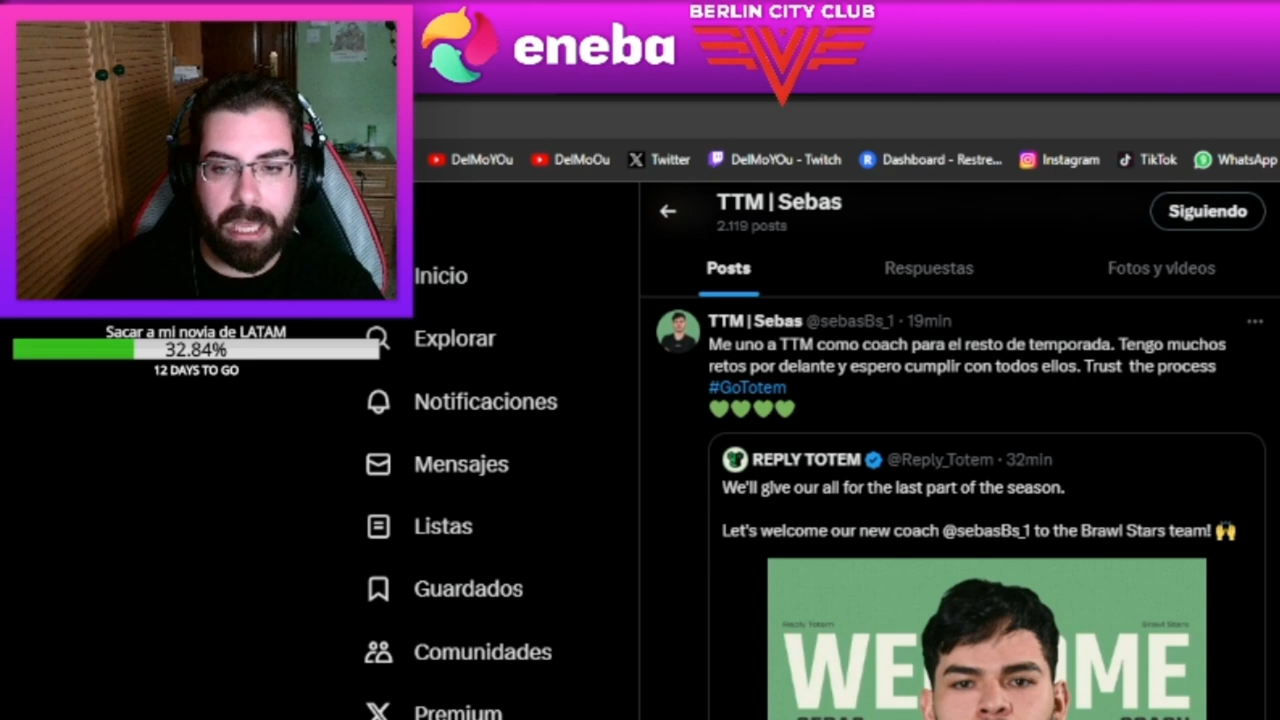 BERLIN CITY CLUB
eneba
DelMoYOu
DelMoOu
Twitter
DelMoYOu - Twitch
Dashboard - Restre...
Instagram
TikTok
WhatsApp
TTM | Sebas
2.119 posts
Siguiendo
Posts
Respuestas
Fotos y vídeos
Inicio
Explorar
Notificaciones
Mensajes
Listas
Guardados
Comunidades
Premium
Sacar a mi novia de LATAM
32.84%
12 DAYS TO GO
TTM | Sebas @sebasBs_1 · 19min
Me uno a TTM como coach para el resto de temporada. Tengo muchos
retos por delante y espero cumplir con todos ellos. Trust the process
#GoTotem
💚💚💚💚
REPLY TOTEM @Reply_Totem · 32min
We'll give our all for the last part of the season.
Let's welcome our new coach @sebasBs_1 to the Brawl Stars team! 🙌
Reply Totem
Brawl Stars
WE ME